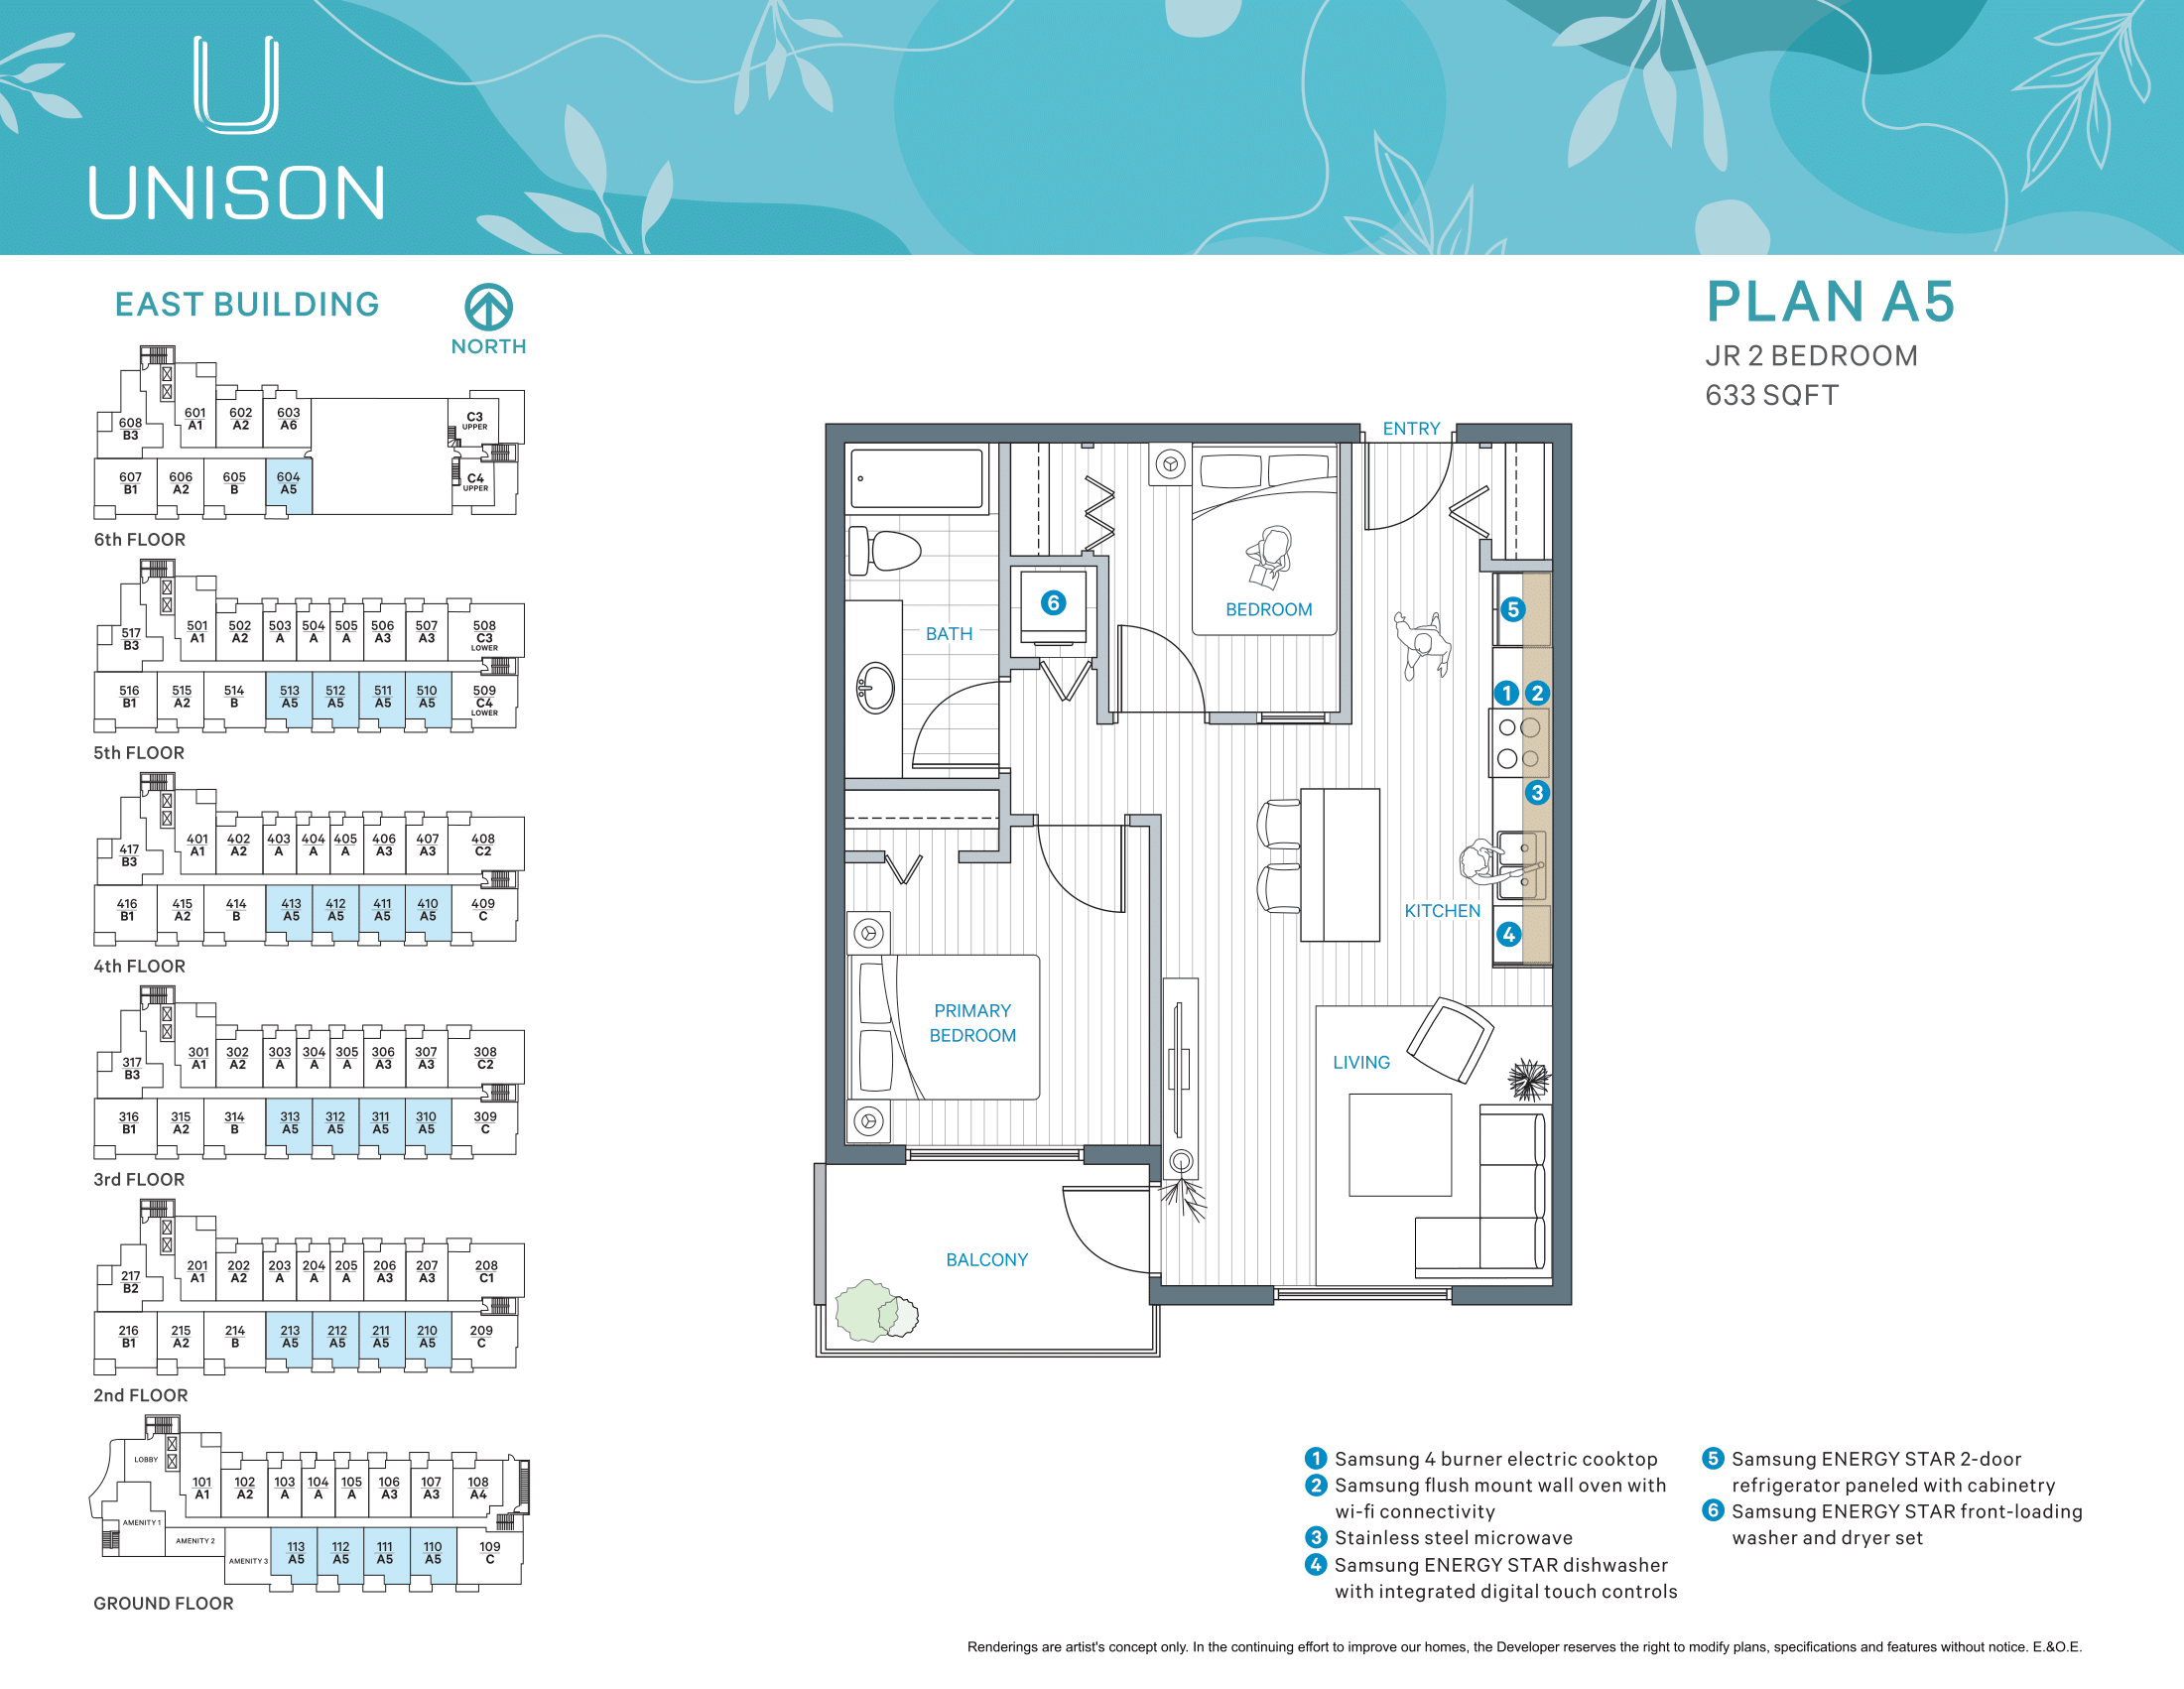 UNISON
EAST BUILDING
NORTH
PLAN A5
JR 2 BEDROOM
633 SQFT
601 A1
602 A2
603 A6
C3 UPPER
608 B3
607 B1
606 A2
605 B
604 A5
C4 UPPER
6th FLOOR
501 A1
502 A2
503 A
504 A
505 A
506 A3
507 A3
508 C3 LOWER
517 B3
516 B1
515 A2
514 B
513 A5
512 A5
511 A5
510 A5
509 C4 LOWER
5th FLOOR
401 A1
402 A2
403 A
404 A
405 A
406 A3
407 A3
408 C2
417 B3
416 B1
415 A2
414 B
413 A5
412 A5
411 A5
410 A5
409 C
4th FLOOR
301 A1
302 A2
303 A
304 A
305 A
306 A3
307 A3
308 C2
317 B3
316 B1
315 A2
314 B
313 A5
312 A5
311 A5
310 A5
309 C
3rd FLOOR
201 A1
202 A2
203 A
204 A
205 A
206 A3
207 A3
208 C1
217 B2
216 B1
215 A2
214 B
213 A5
212 A5
211 A5
210 A5
209 C
2nd FLOOR
LOBBY
101 A1
102 A2
103 A
104 A
105 A
106 A3
107 A3
108 A4
AMENITY 1
AMENITY 2
AMENITY 3
113 A5
112 A5
111 A5
110 A5
109 C
GROUND FLOOR
ENTRY
BEDROOM
BATH
6
5
1 2
3
KITCHEN
4
PRIMARY
BEDROOM
LIVING
BALCONY
1 Samsung 4 burner electric cooktop
2 Samsung flush mount wall oven with
wi-fi connectivity
3 Stainless steel microwave
4 Samsung ENERGY STAR dishwasher
with integrated digital touch controls
5 Samsung ENERGY STAR 2-door
refrigerator paneled with cabinetry
6 Samsung ENERGY STAR front-loading
washer and dryer set
Renderings are artist's concept only. In the continuing effort to improve our homes, the Developer reserves the right to modify plans, specifications and features without notice. E.&O.E.